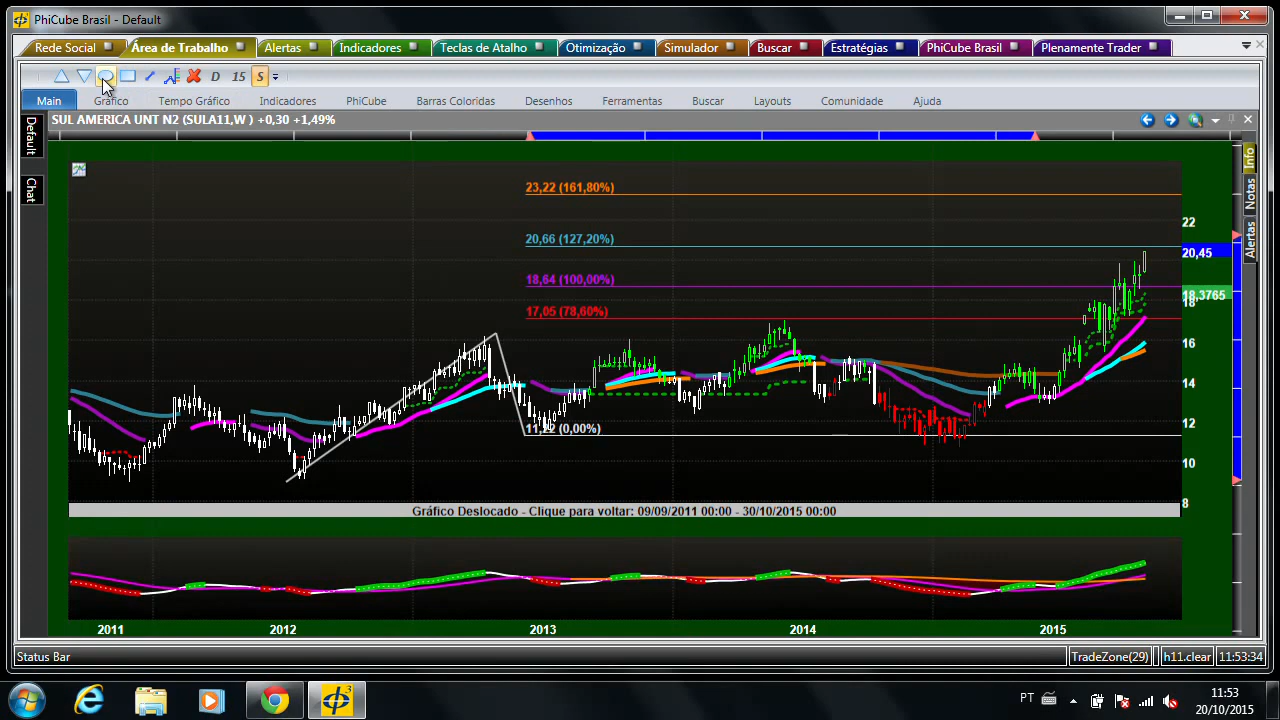 PhiCube Brasil - Default
Rede Social Área de Trabalho Alertas Indicadores Teclas de Atalho Otimização Simulador Buscar Estratégias PhiCube Brasil Plenamente Trader
D 15 S
Main Gráfico Tempo Gráfico Indicadores PhiCube Barras Coloridas Desenhos Ferramentas Buscar Layouts Comunidade Ajuda
SUL AMERICA UNT N2 (SULA11,W ) +0,30 +1,49%
Default
Chat
Info
Notas
Alertas
23,22 (161,80%)
22
20,66 (127,20%)
20,45
18,64 (100,00%)
18,3765
18
17,05 (78,60%)
16
14
11,22 (0,00%)
12
10
8
Gráfico Deslocado - Clique para voltar: 09/09/2011 00:00 - 30/10/2015 00:00
2011 2012 2013 2014 2015
Status Bar TradeZone(29) h11.clear 11:53:34
PT 11:53
20/10/2015